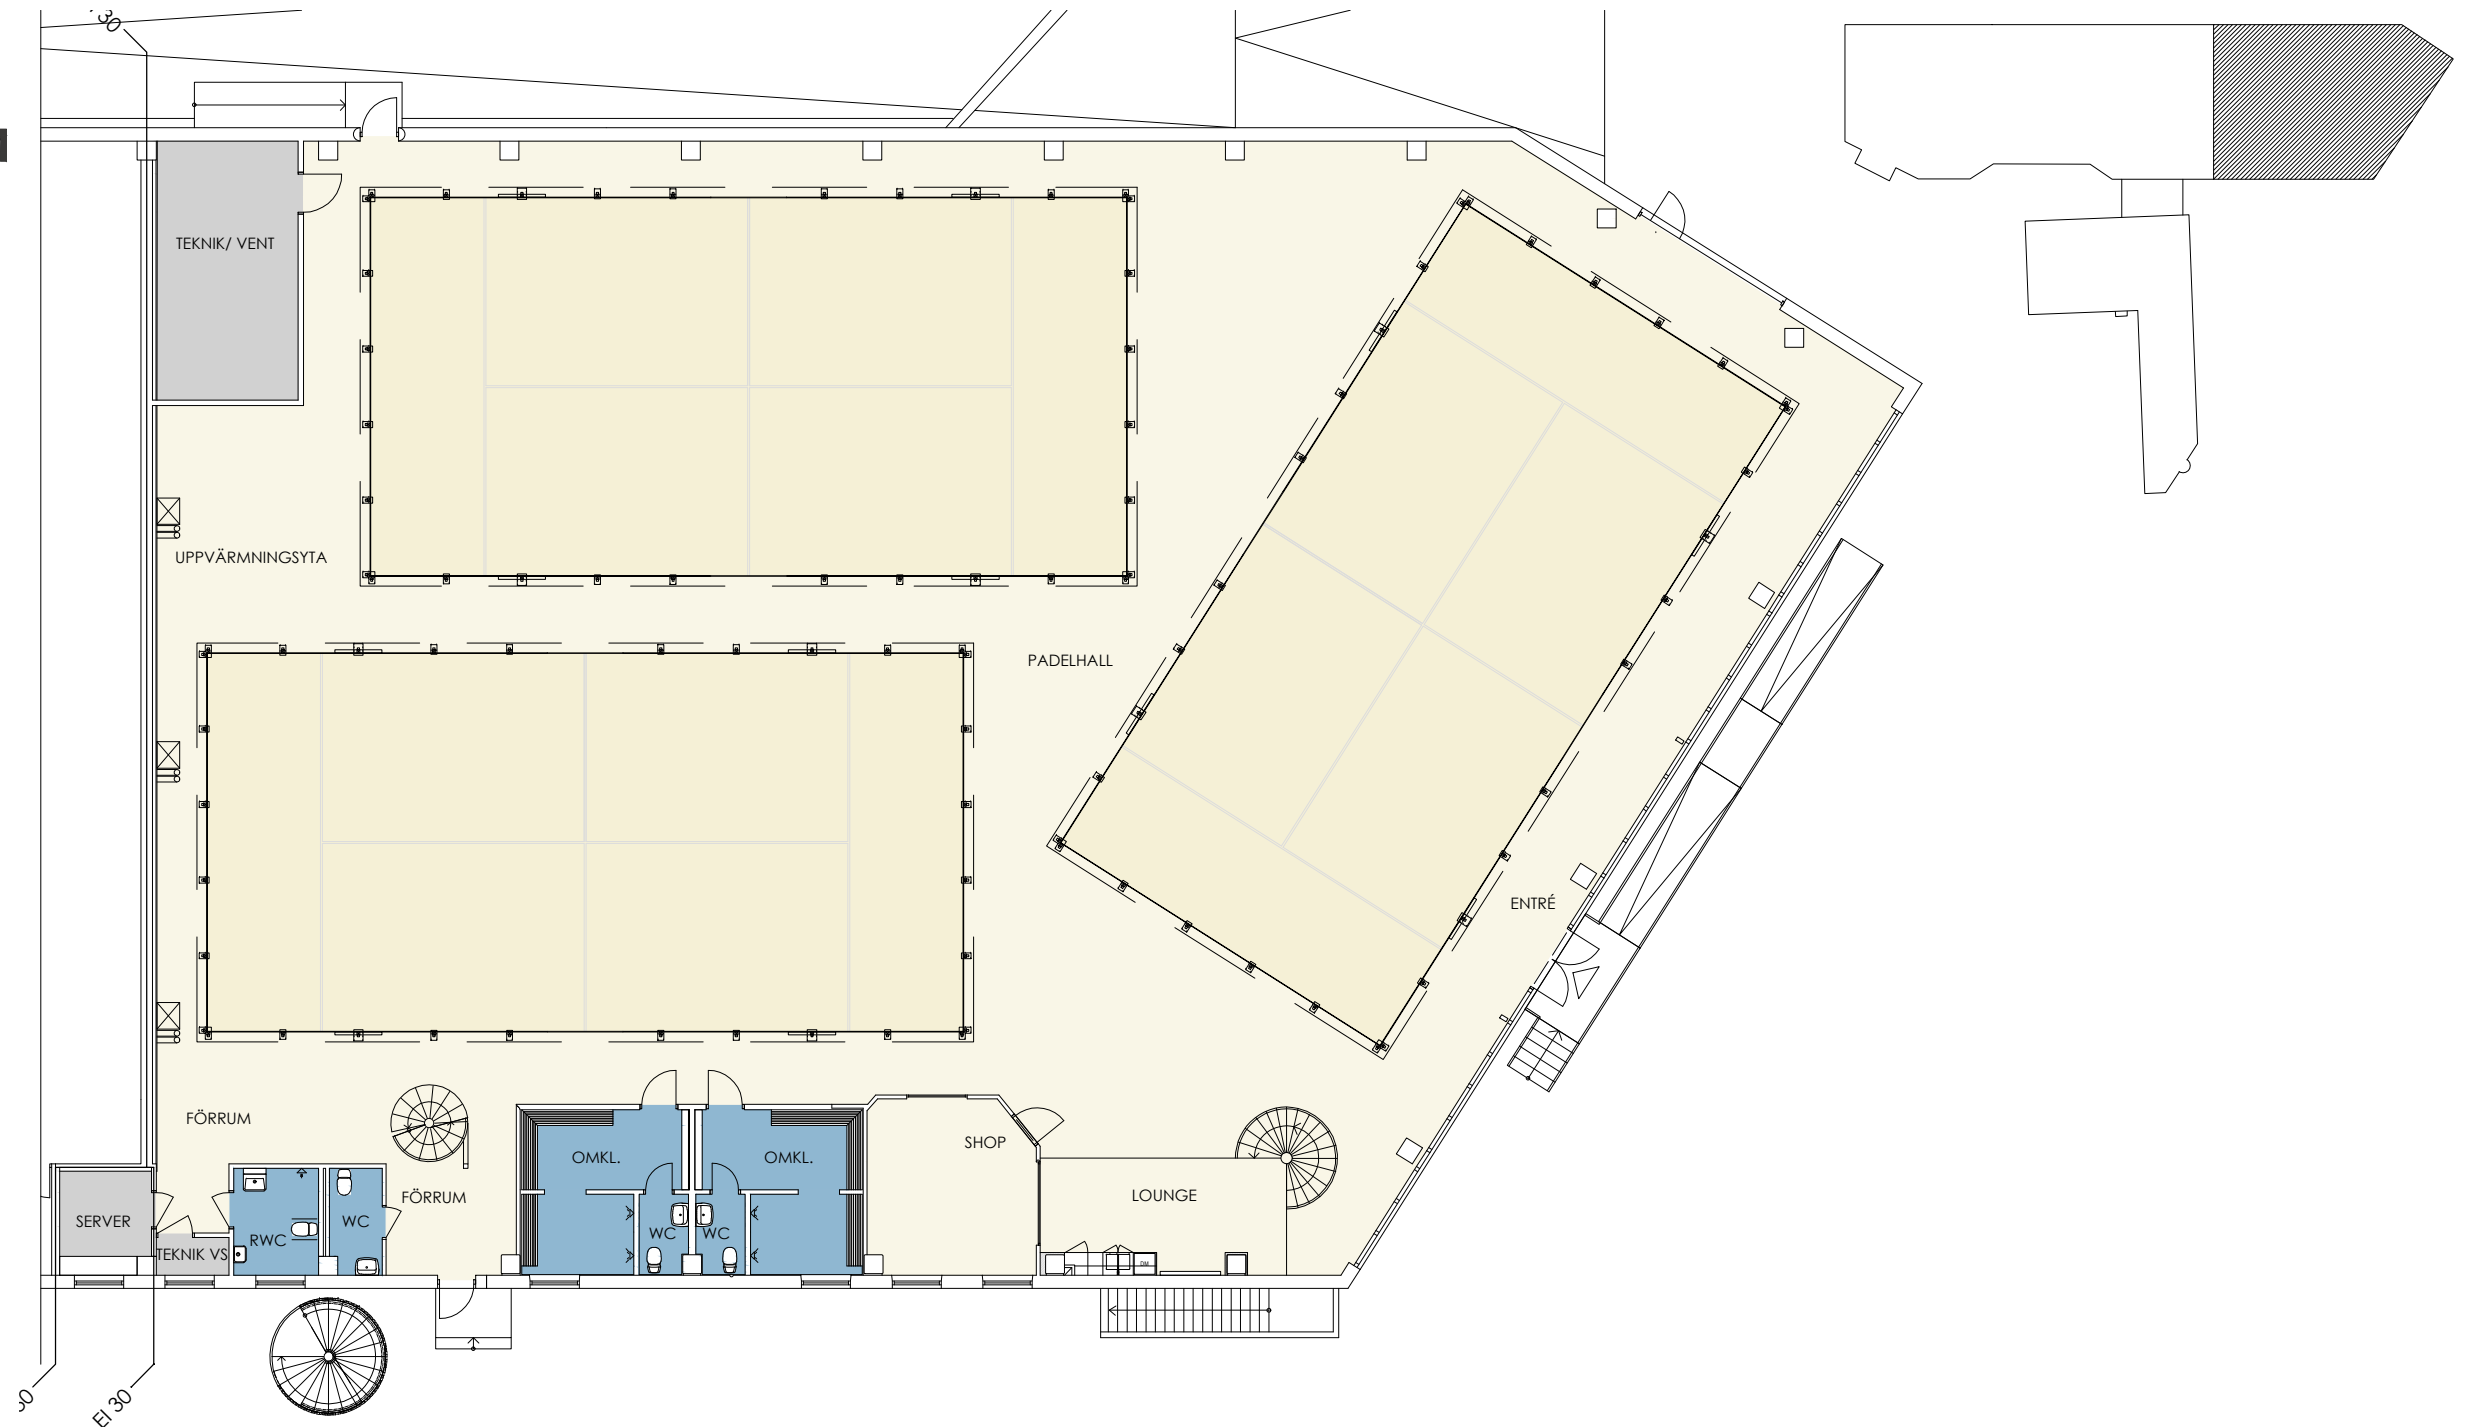 TEKNIK/ VENT
UPPVÄRMNINGSYTA
PADELHALL
ENTRÉ
FÖRRUM
SHOP
OMKL.
OMKL.
LOUNGE
FÖRRUM
SERVER
WC
RWC
WC
WC
TEKNIK VS
DM
EI 30